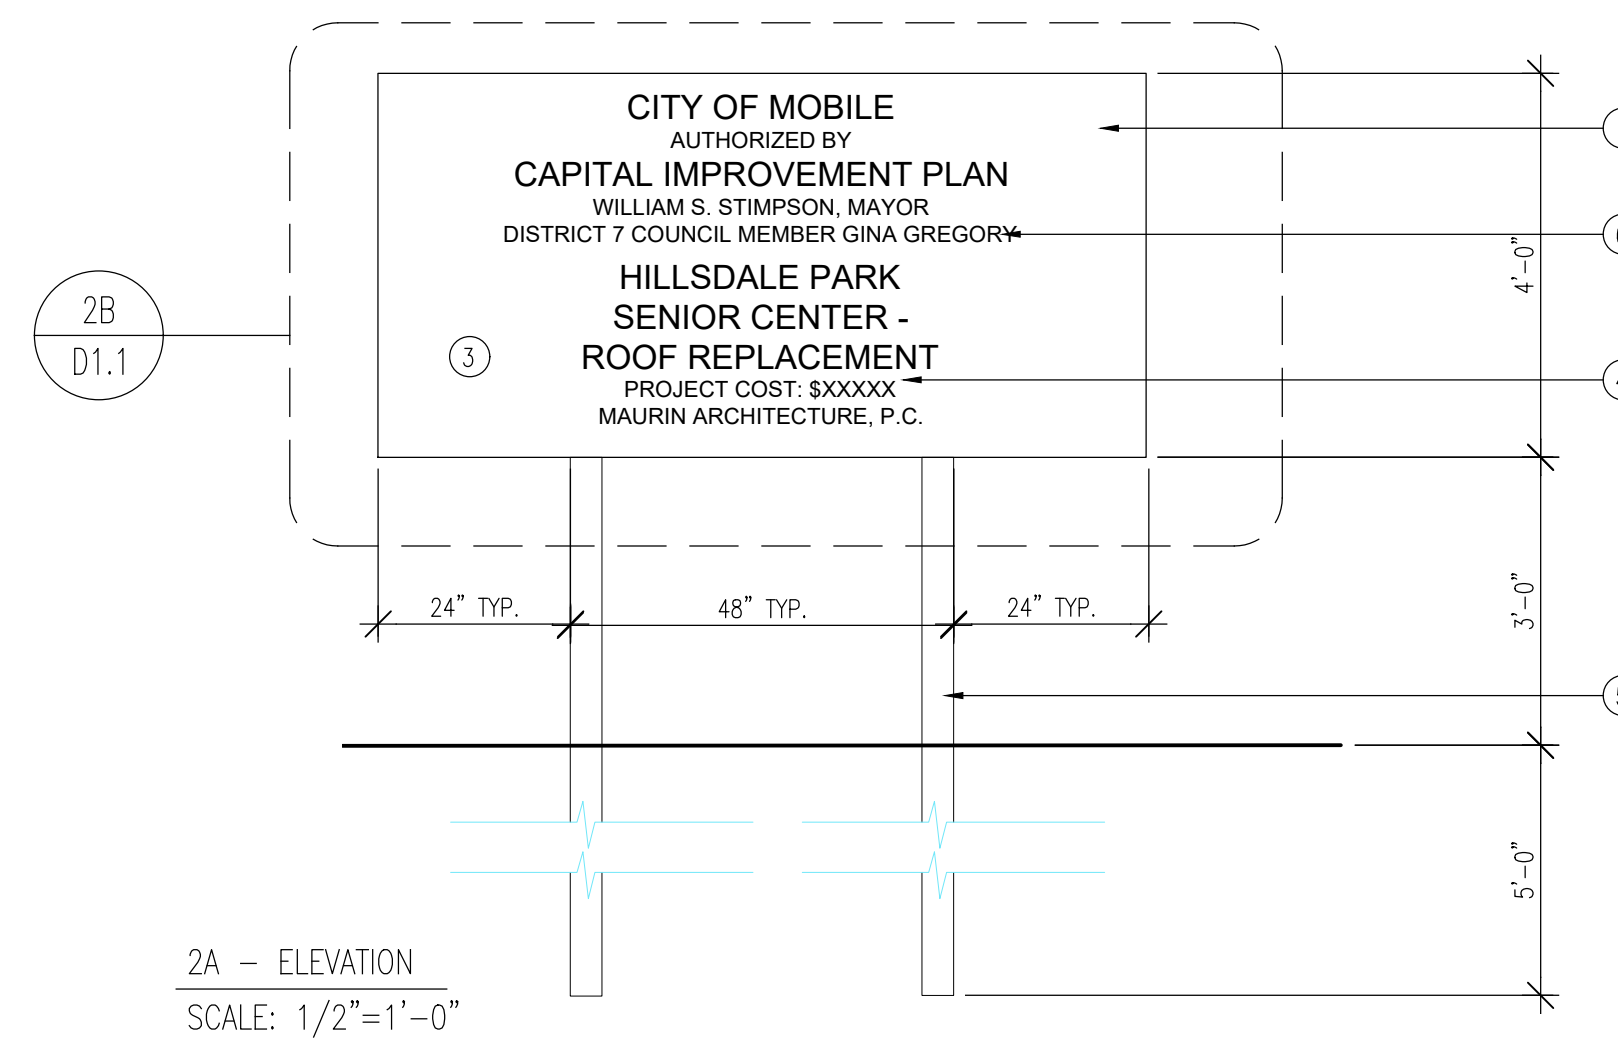 CITY OF MOBILE
AUTHORIZED BY
CAPITAL IMPROVEMENT PLAN
WILLIAM S. STIMPSON, MAYOR
DISTRICT 7 COUNCIL MEMBER GINA GREGORY
HILLSDALE PARK
SENIOR CENTER -
ROOF REPLACEMENT
PROJECT COST: $XXXXX
MAURIN ARCHITECTURE, P.C.
3
2B
D1.1
4'-0"
24" TYP.
48" TYP.
24" TYP.
3'-0"
5'-0"
2A - ELEVATION
SCALE: 1/2"=1'-0"